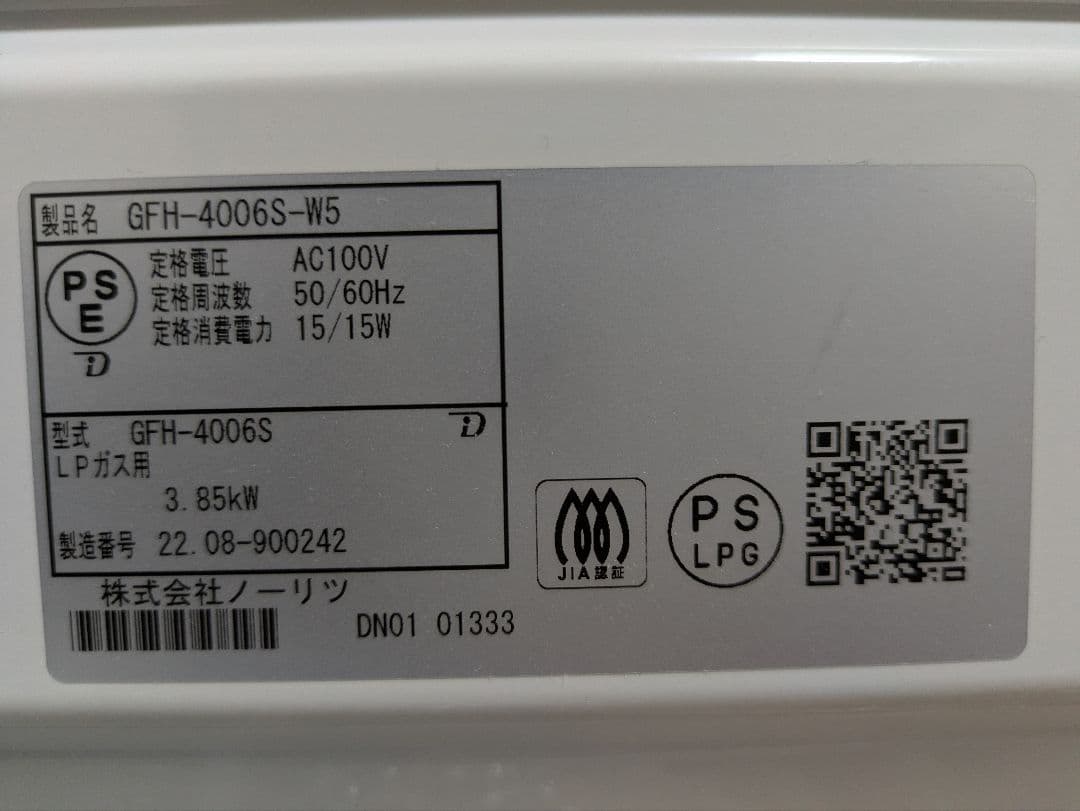 製品名 GFH-4006S-W5
PS
E
定格電圧 AC100V
定格周波数 50/60Hz
定格消費電力 15/15W
型式 GFH-4006S
LPガス用
3.85kW
製造番号 22.08-900242
株式会社ノーリツ
DN01 01333
JIA認証
PS
LPG